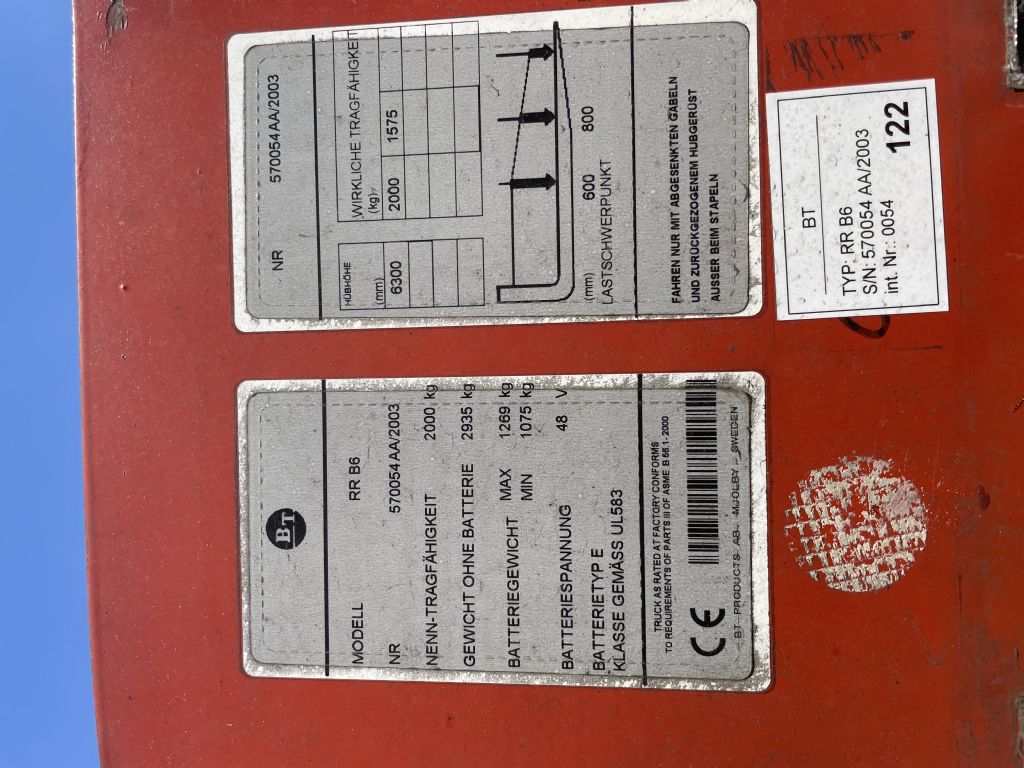 BT
MODELL RR B6
NR 570054AA/2003
NENN-TRAGFÄHIGKEIT 2000 kg
GEWICHT OHNE BATTERIE 2935 kg
BATTERIEGEWICHT MAX 1269 kg
MIN 1075 kg
BATTERIESPANNUNG 48 V
BATTERIETYP E
KLASSE GEMÄSS UL583
TRUCK AS RATED AT FACTORY CONFORMS
TO REQUIREMENTS OF PARTS III OF ASME B 56.1-2000
CE
BT PRODUCTS AB, MJÖLBY - SWEDEN
NR 570054AA/2003
HUBHÖHE
(mm)
6300
WIRKLICHE TRAGFÄHIGKEIT
(kg)
2000 1575
(mm) 600 800
LASTSCHWERPUNKT
FAHREN NUR MIT ABGESENKTEN GABELN
UND ZURÜCKGEZOGENEM HUBGERÜST
AUSSER BEIM STAPELN
BT
TYP: RR B6
S/N: 570054 AA/2003
int. Nr.: 0054 122